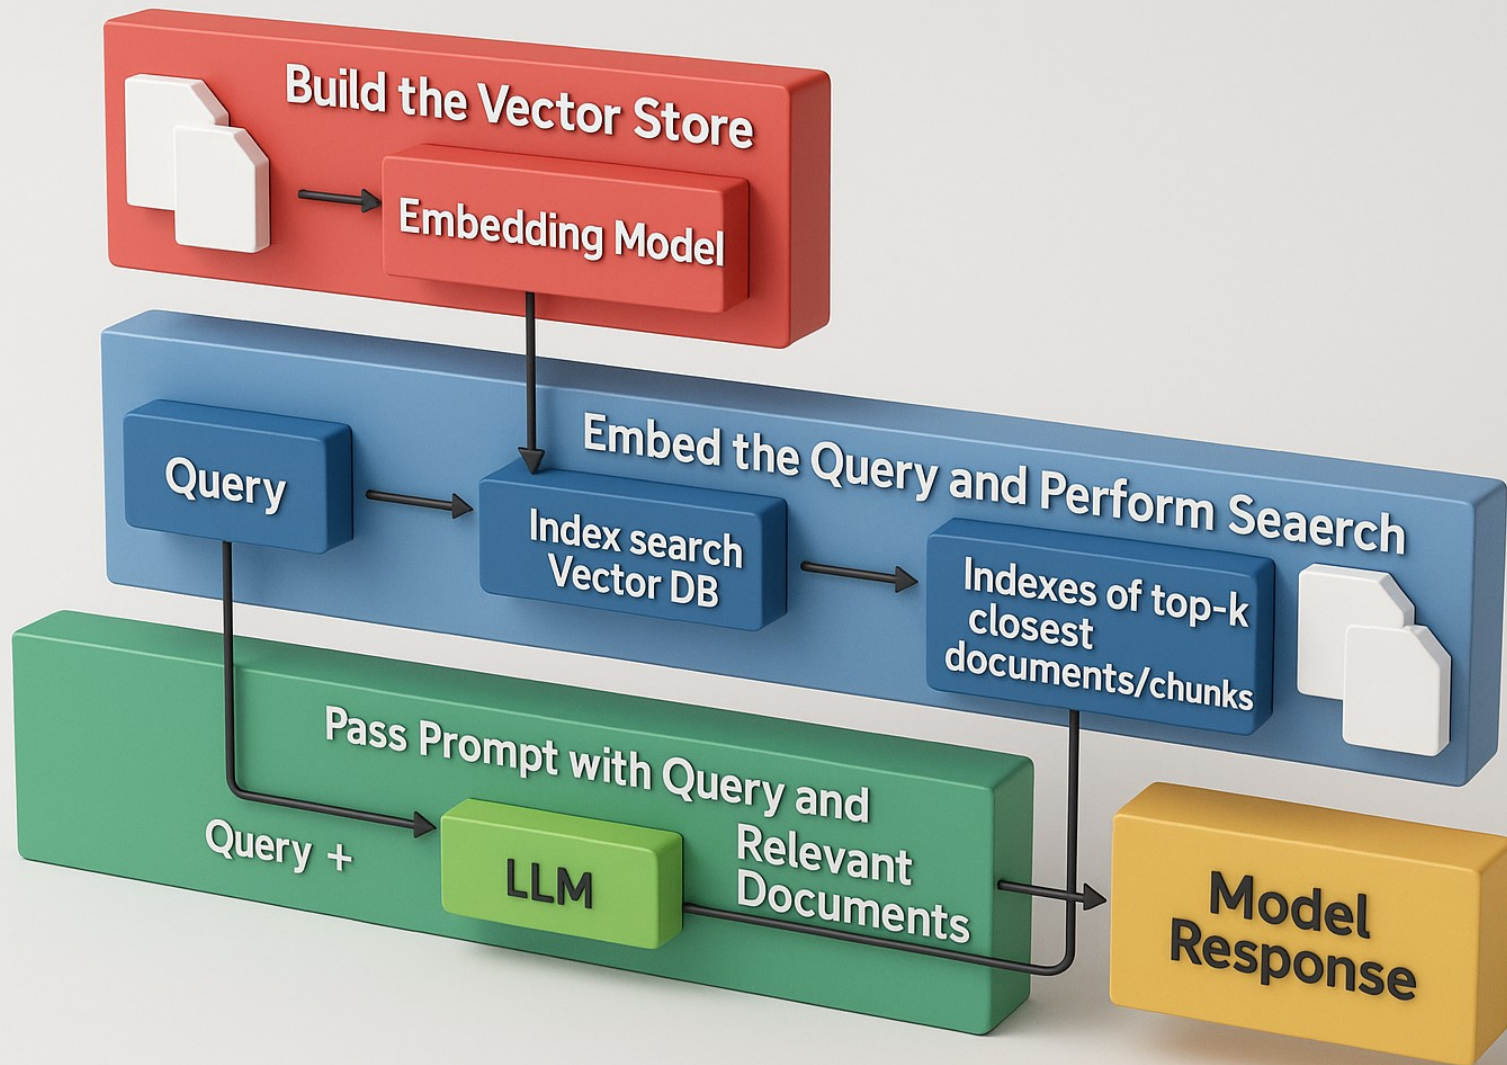 Build the Vector Store
Embedding Model
Embed the Query and Perform Seaerch
Query
Index search
Vector DB
Indexes of top-k
closest
documents/chunks
Pass Prompt with Query and
Relevant
Documents
Query +
LLM
Model
Response